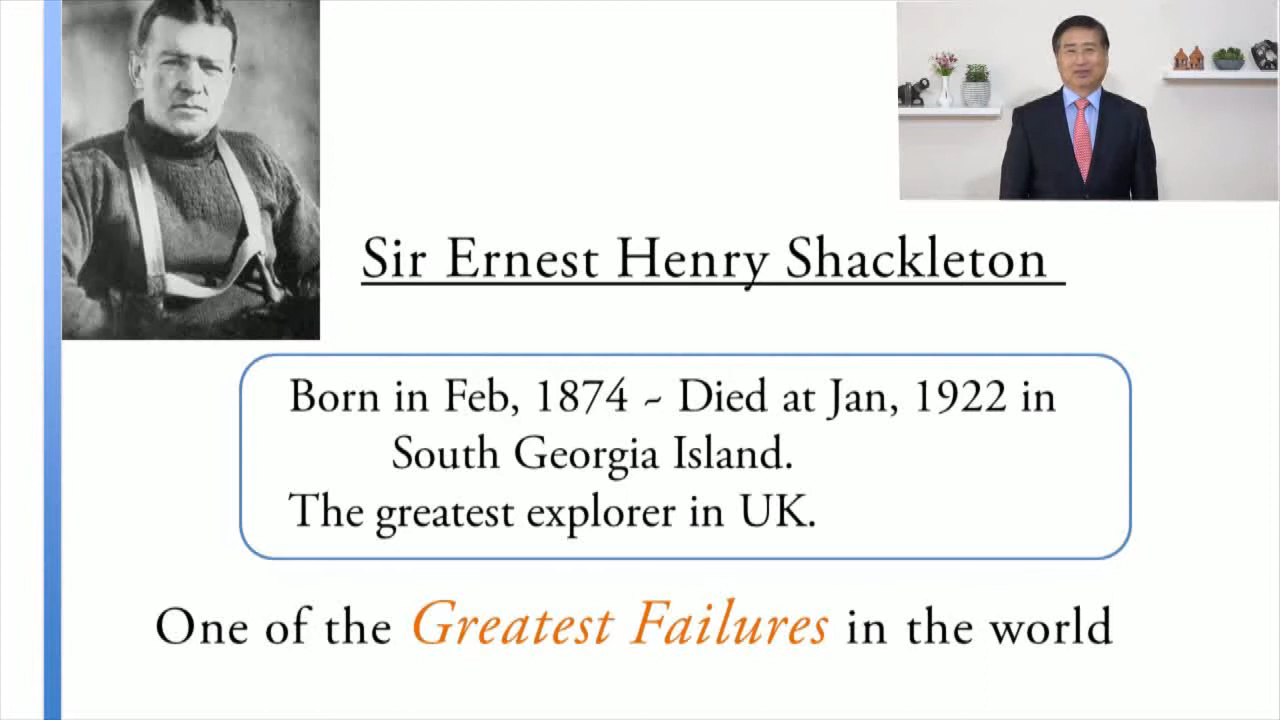 Sir Ernest Henry Shackleton
Born in Feb, 1874 ~ Died at Jan, 1922 in
South Georgia Island.
The greatest explorer in UK.
One of the Greatest Failures in the world